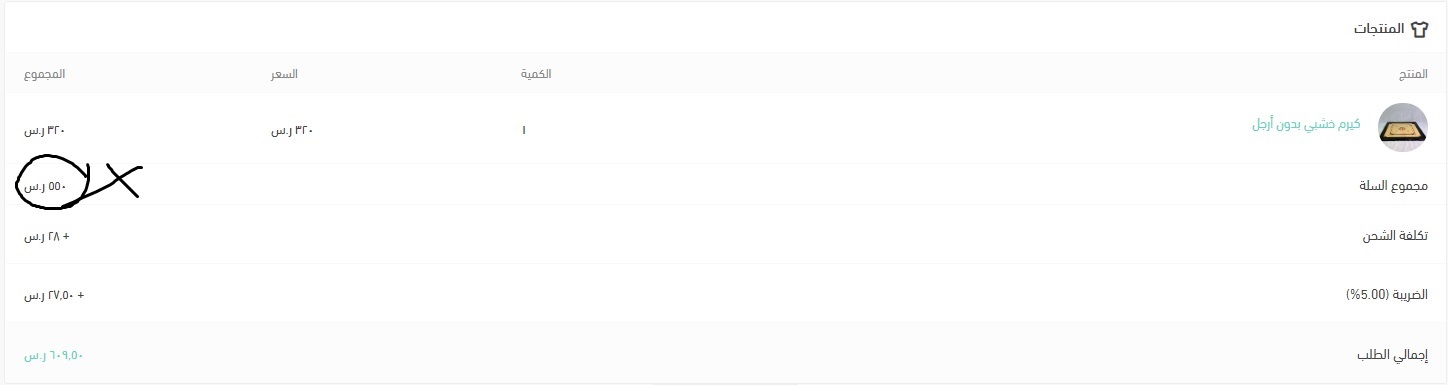 المنتجات
المنتج الكمية السعر المجموع
كيرم خشبي بدون أرجل ١ ٣٢٠ ر.س ٣٢٠ ر.س
مجموع السلة ٥٥٠ ر.س
تكلفة الشحن + ٢٨ ر.س
الضريبة (5.00%) + ٢٧,٥٠ ر.س
إجمالي الطلب ٦٠٩,٥٠ ر.س